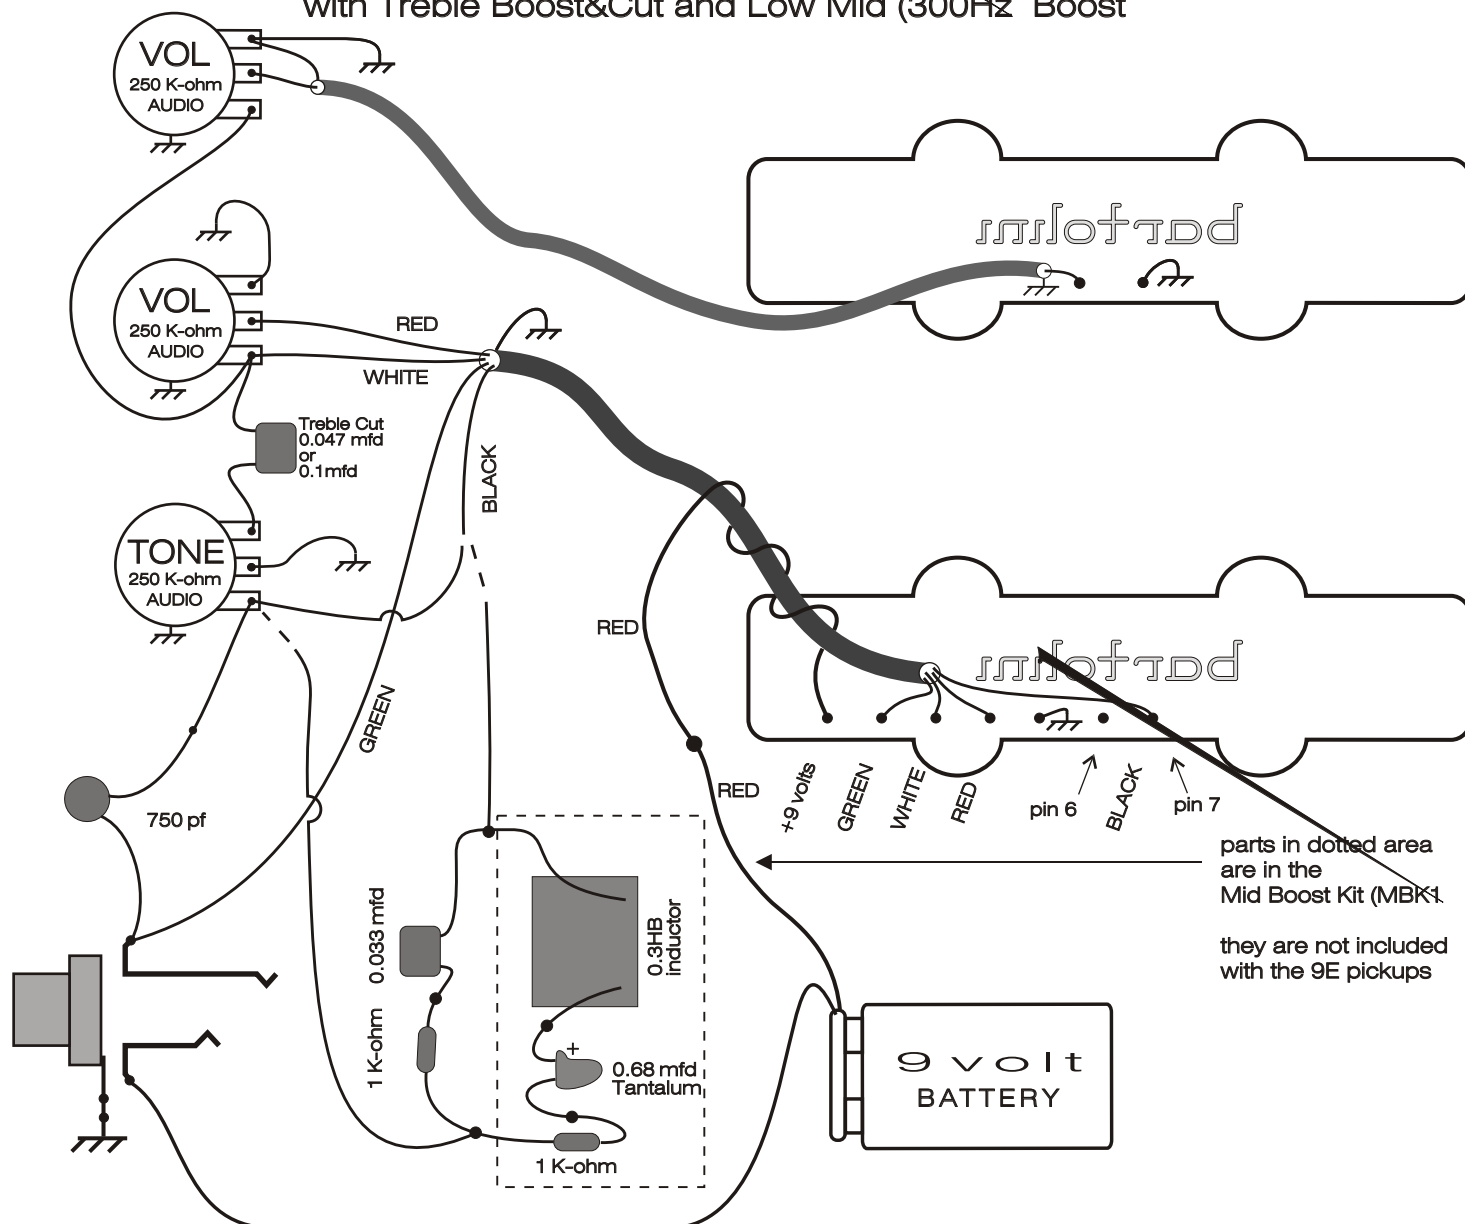 with Treble Boost&Cut and Low Mid (300Hz Boost
VOL
250 K-ohm
AUDIO
bartolini
VOL
250 K-ohm
AUDIO
RED
WHITE
Treble Cut
0.047 mfd
or
0.1mfd
BLACK
TONE
250 K-ohm
AUDIO
RED
bartolini
GREEN
+9 volts
GREEN
WHITE
RED
pin 6
BLACK
pin 7
RED
750 pf
parts in dotted area
are in the
Mid Boost Kit (MBK1
they are not included
with the 9E pickups
0.033 mfd
0.3HB
inductor
1 K-ohm
+
0.68 mfd
Tantalum
1 K-ohm
9 volt
BATTERY